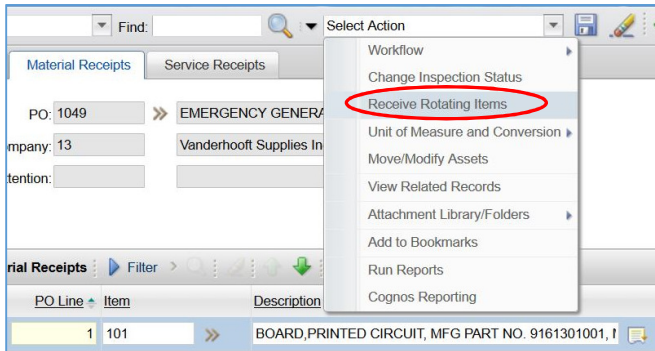 Find: Select Action
Workflow
Material Receipts Service Receipts
Change Inspection Status
PO: 1049 EMERGENCY GENERA
Receive Rotating Items
Unit of Measure and Conversion
mpany: 13 Vanderhooft Supplies In
Move/Modify Assets
tention:
View Related Records
Attachment Library/Folders
Add to Bookmarks
rial Receipts Filter
Run Reports
PO Line Item Description
Cognos Reporting
1 101 BOARD,PRINTED CIRCUIT, MFG PART NO. 9161301001, M